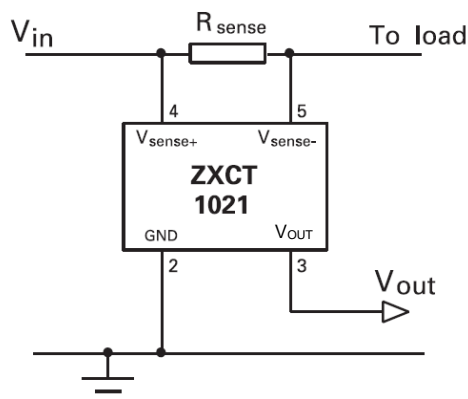 Vin
Rsense
To load
4
5
Vsense+
Vsense-
ZXCT
1021
GND
VOUT
2
3
Vout